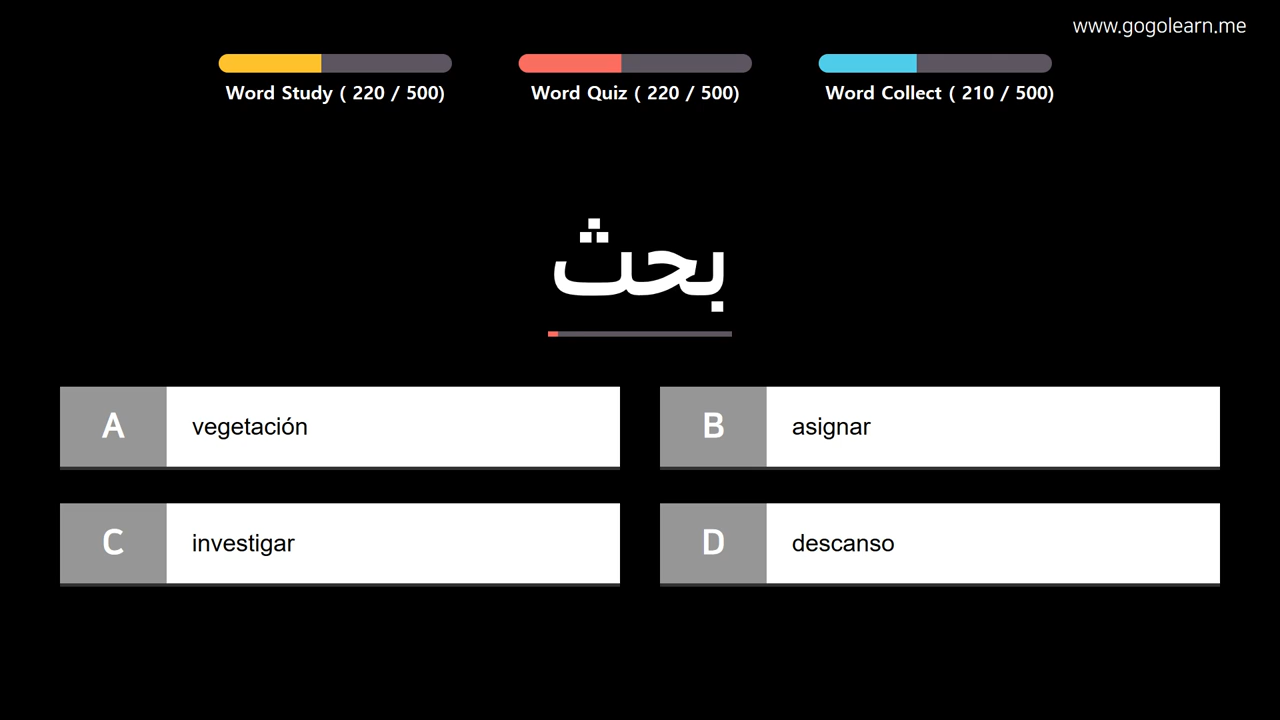 www.gogolearn.me
Word Study ( 220 / 500)
Word Quiz ( 220 / 500)
Word Collect ( 210 / 500)
بحث
A vegetación
B asignar
C investigar
D descanso